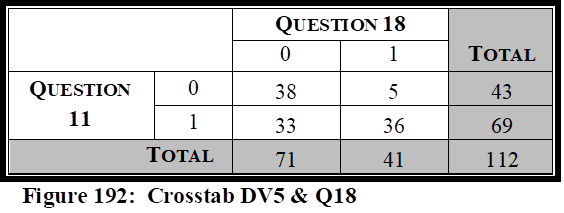 QUESTION 18
0 1 TOTAL
QUESTION 11 0 38 5 43
1 33 36 69
TOTAL 71 41 112
Figure 192: Crosstab DV5 & Q18